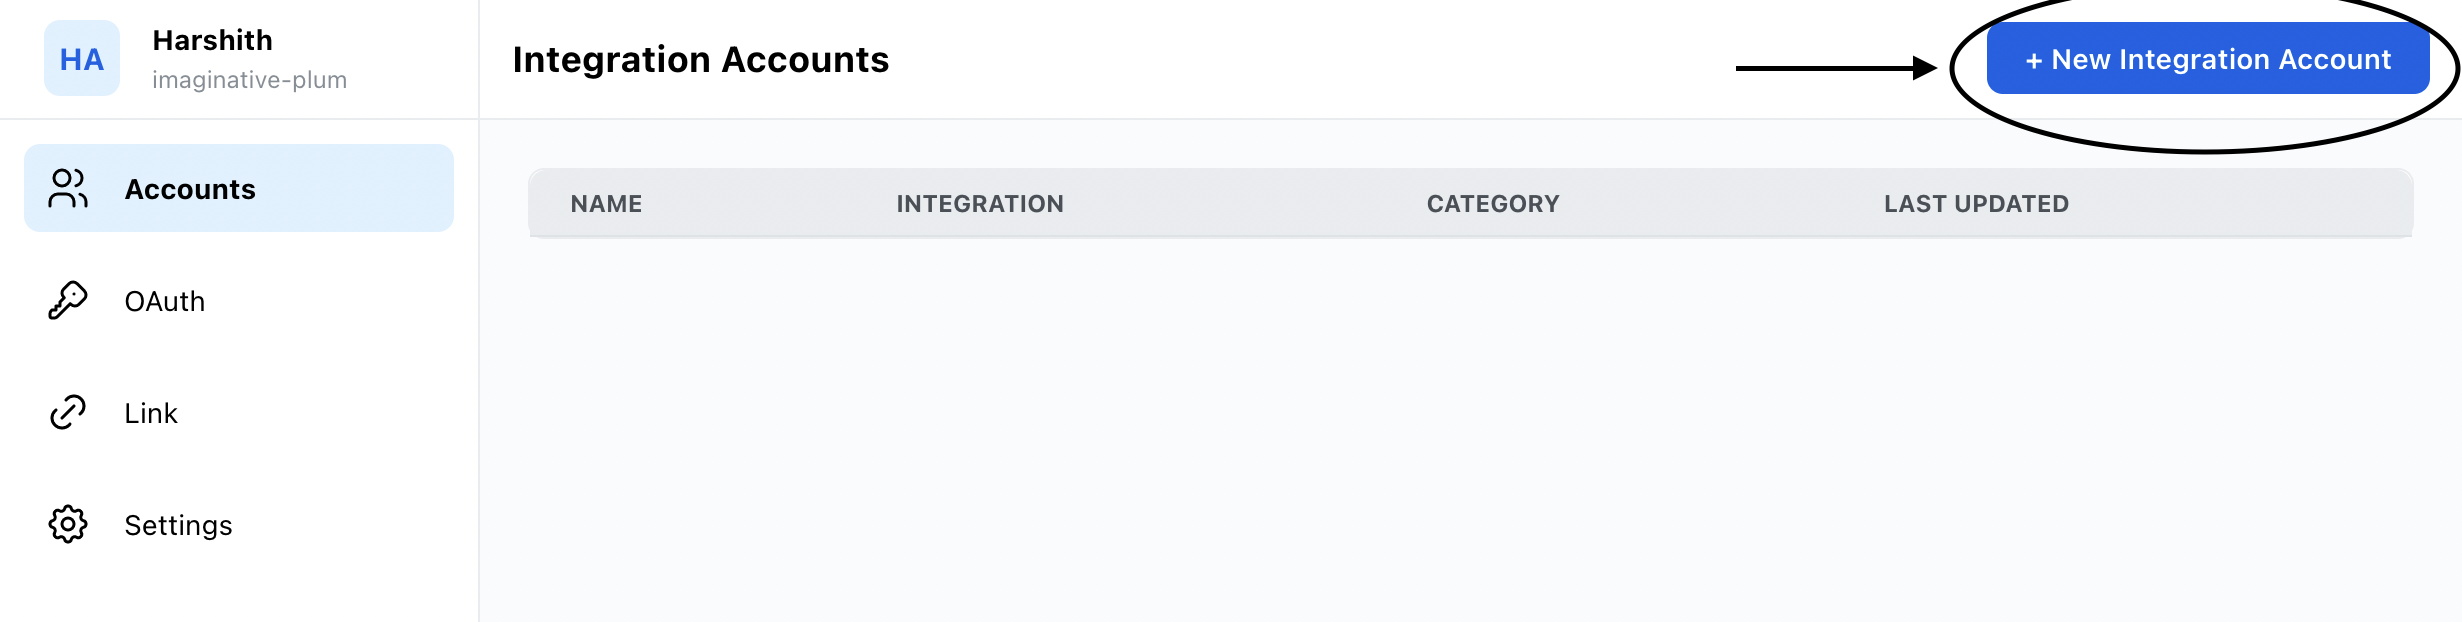 HA
Harshith
imaginative-plum
Integration Accounts
+ New Integration Account
Accounts
OAuth
Link
Settings
NAME INTEGRATION CATEGORY LAST UPDATED